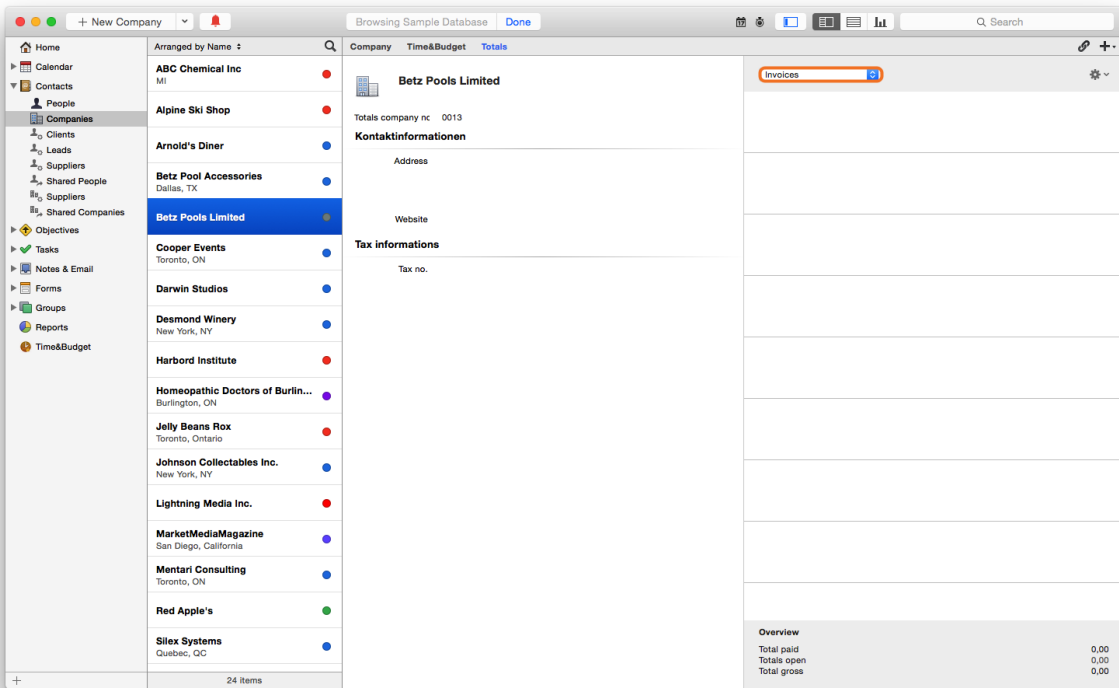 + New Company
Browsing Sample Database
Done
Search
Home
Calendar
Contacts
People
Companies
Clients
Leads
Suppliers
Shared People
Suppliers
Shared Companies
Objectives
Tasks
Notes & Email
Forms
Groups
Reports
Time&Budget
Arranged by Name
ABC Chemical Inc
MI
Alpine Ski Shop
Arnold's Diner
Betz Pool Accessories
Dallas, TX
Betz Pools Limited
Cooper Events
Toronto, ON
Darwin Studios
Desmond Winery
New York, NY
Harbord Institute
Homeopathic Doctors of Burlin...
Burlington, ON
Jelly Beans Rox
Toronto, Ontario
Johnson Collectables Inc.
New York, NY
Lightning Media Inc.
MarketMediaMagazine
San Diego, California
Mentari Consulting
Toronto, ON
Red Apple's
Silex Systems
Quebec, QC
24 items
Company Time&Budget Totals
Betz Pools Limited
Totals company nc 0013
Kontaktinformationen
Address
Website
Tax informations
Tax no.
Invoices
Overview
Total paid 0,00
Totals open 0,00
Total gross 0,00